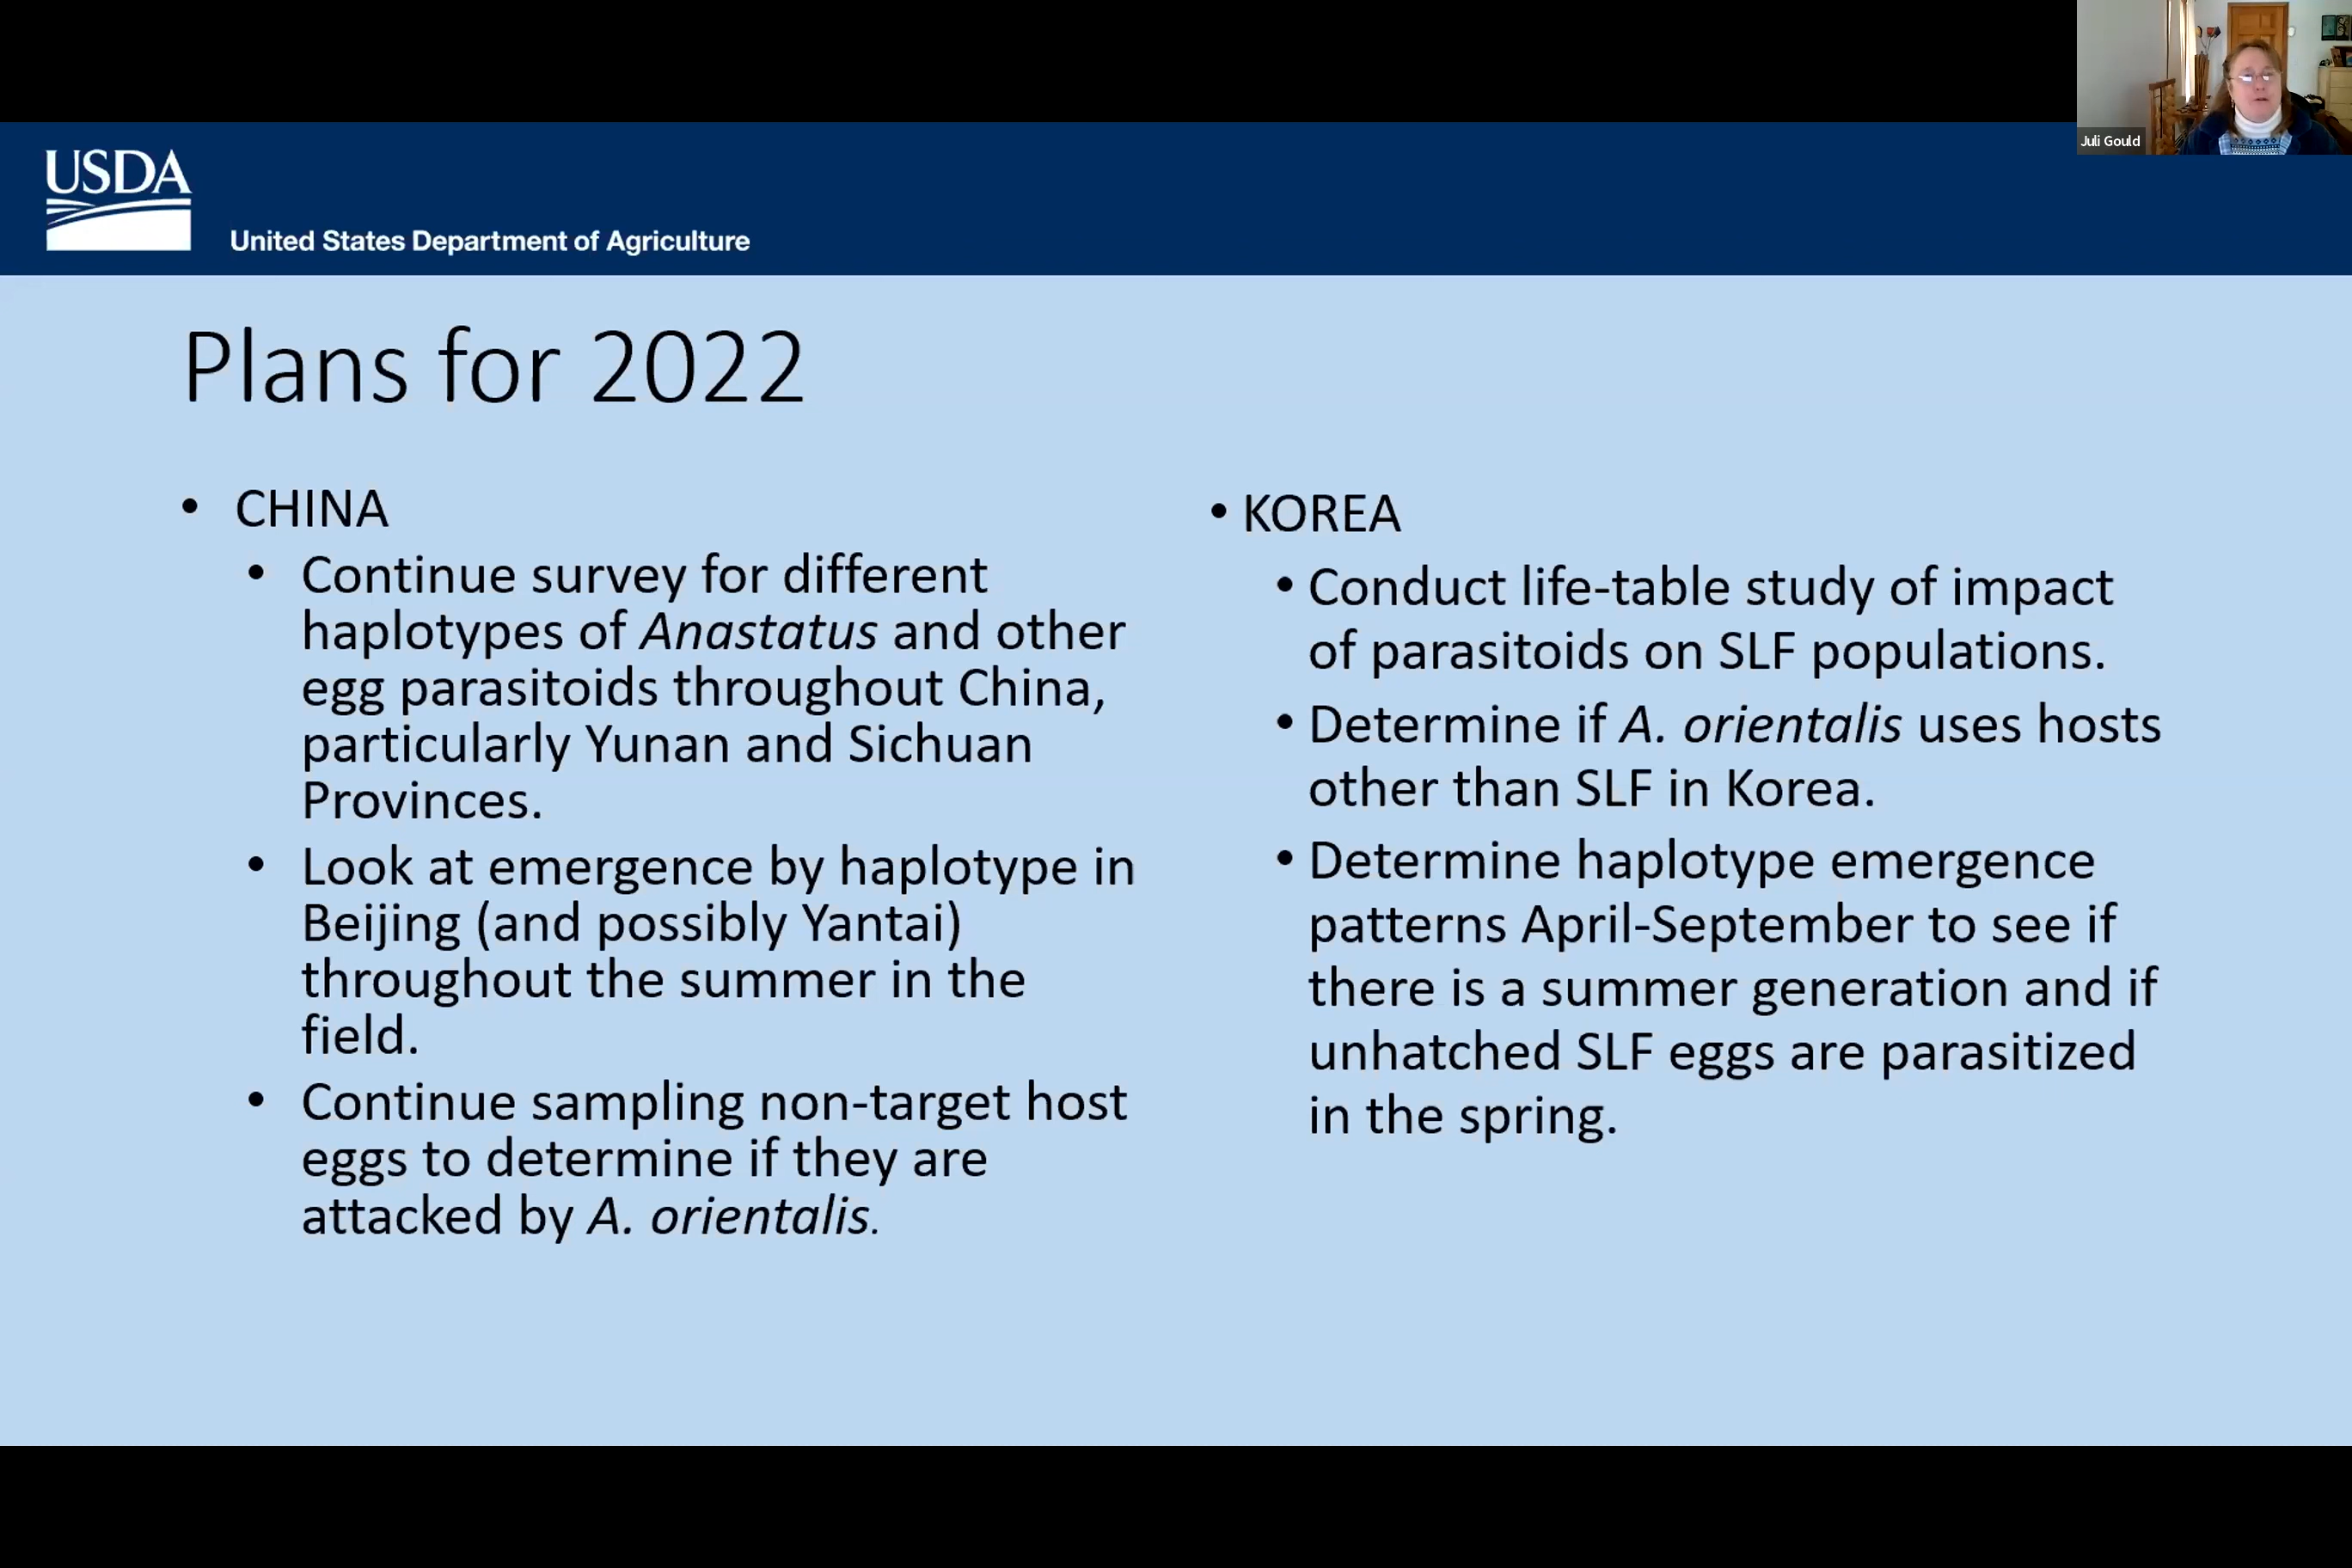 Juli Gould
USDA
United States Department of Agriculture
Plans for 2022
• CHINA
• Continue survey for different
haplotypes of Anastatus and other
egg parasitoids throughout China,
particularly Yunan and Sichuan
Provinces.
• Look at emergence by haplotype in
Beijing (and possibly Yantai)
throughout the summer in the
field.
• Continue sampling non-target host
eggs to determine if they are
attacked by A. orientalis.
• KOREA
• Conduct life-table study of impact
of parasitoids on SLF populations.
• Determine if A. orientalis uses hosts
other than SLF in Korea.
• Determine haplotype emergence
patterns April-September to see if
there is a summer generation and if
unhatched SLF eggs are parasitized
in the spring.